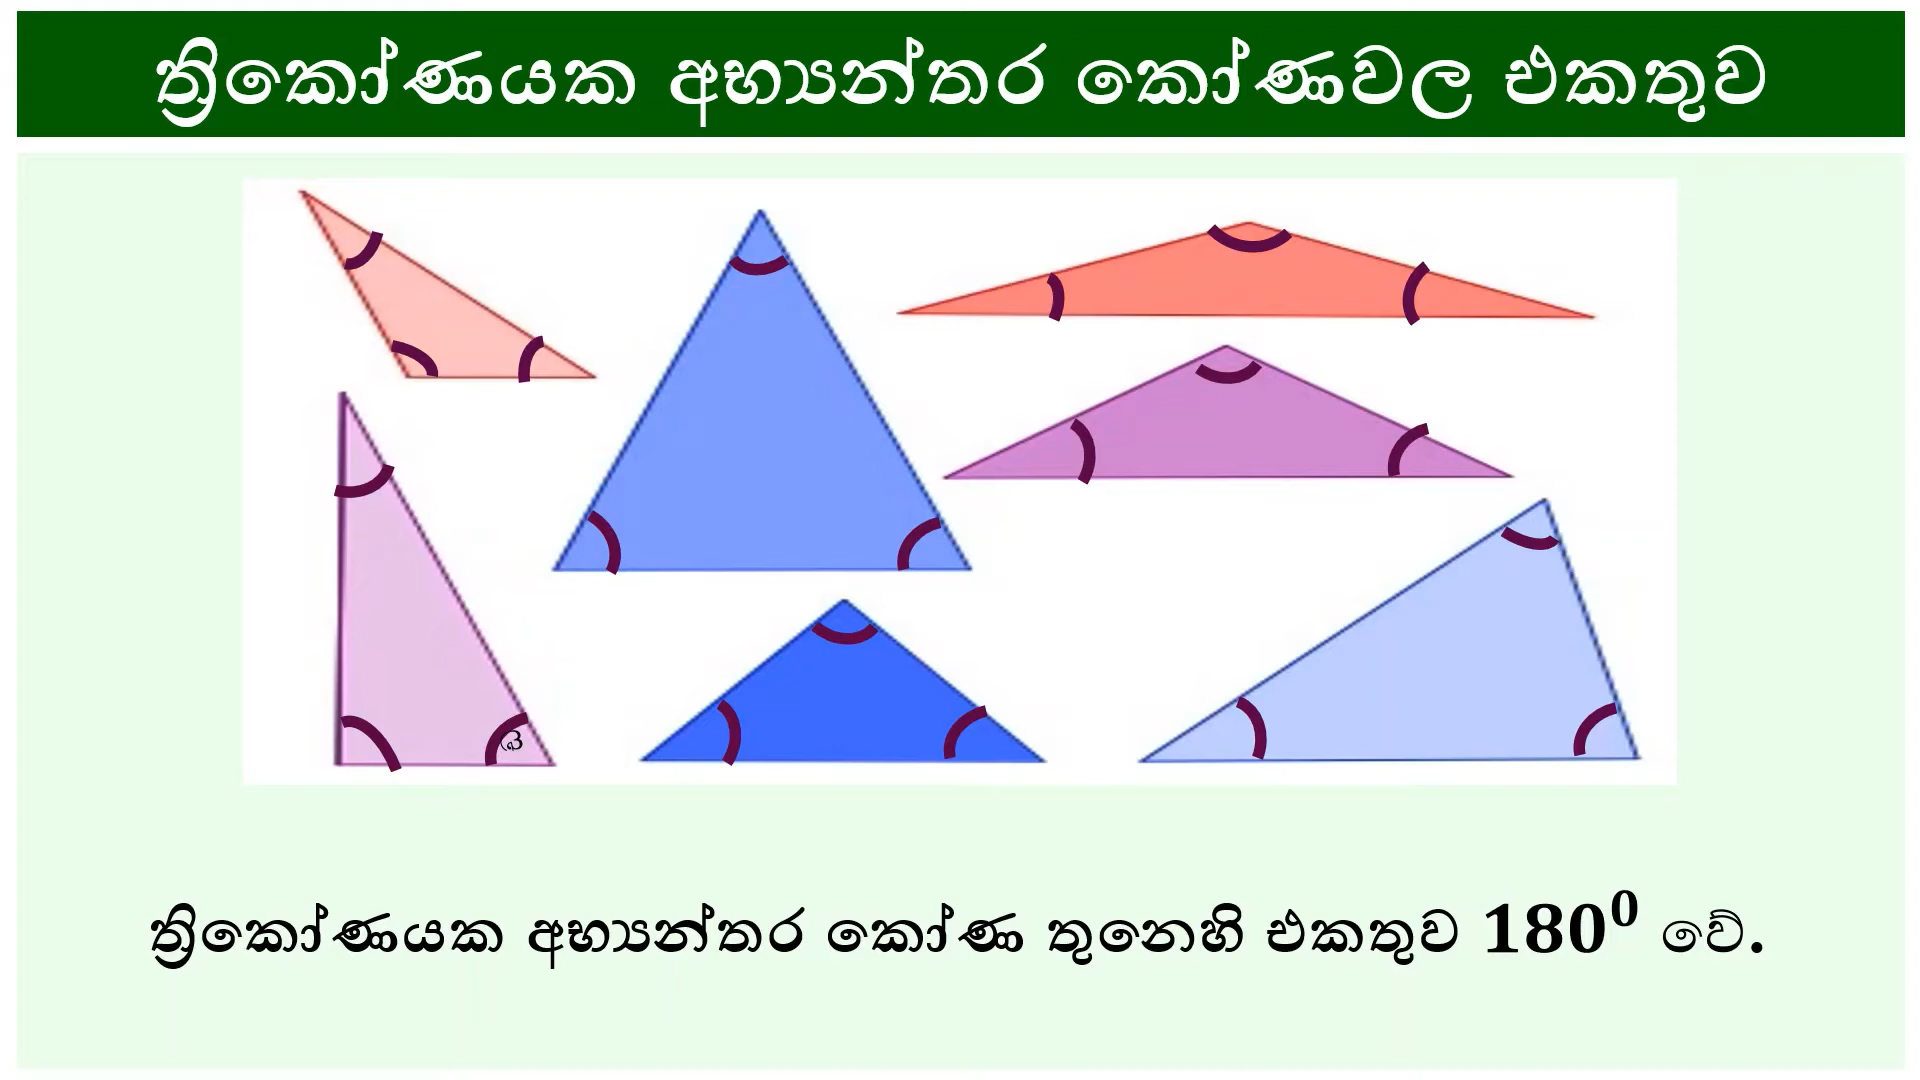 ත්‍රිකෝණයක අභ්‍යන්තර කෝණවල එකතුව
ත්‍රිකෝණයක අභ්‍යන්තර කෝණ තුනෙහි එකතුව 180⁰ වේ.